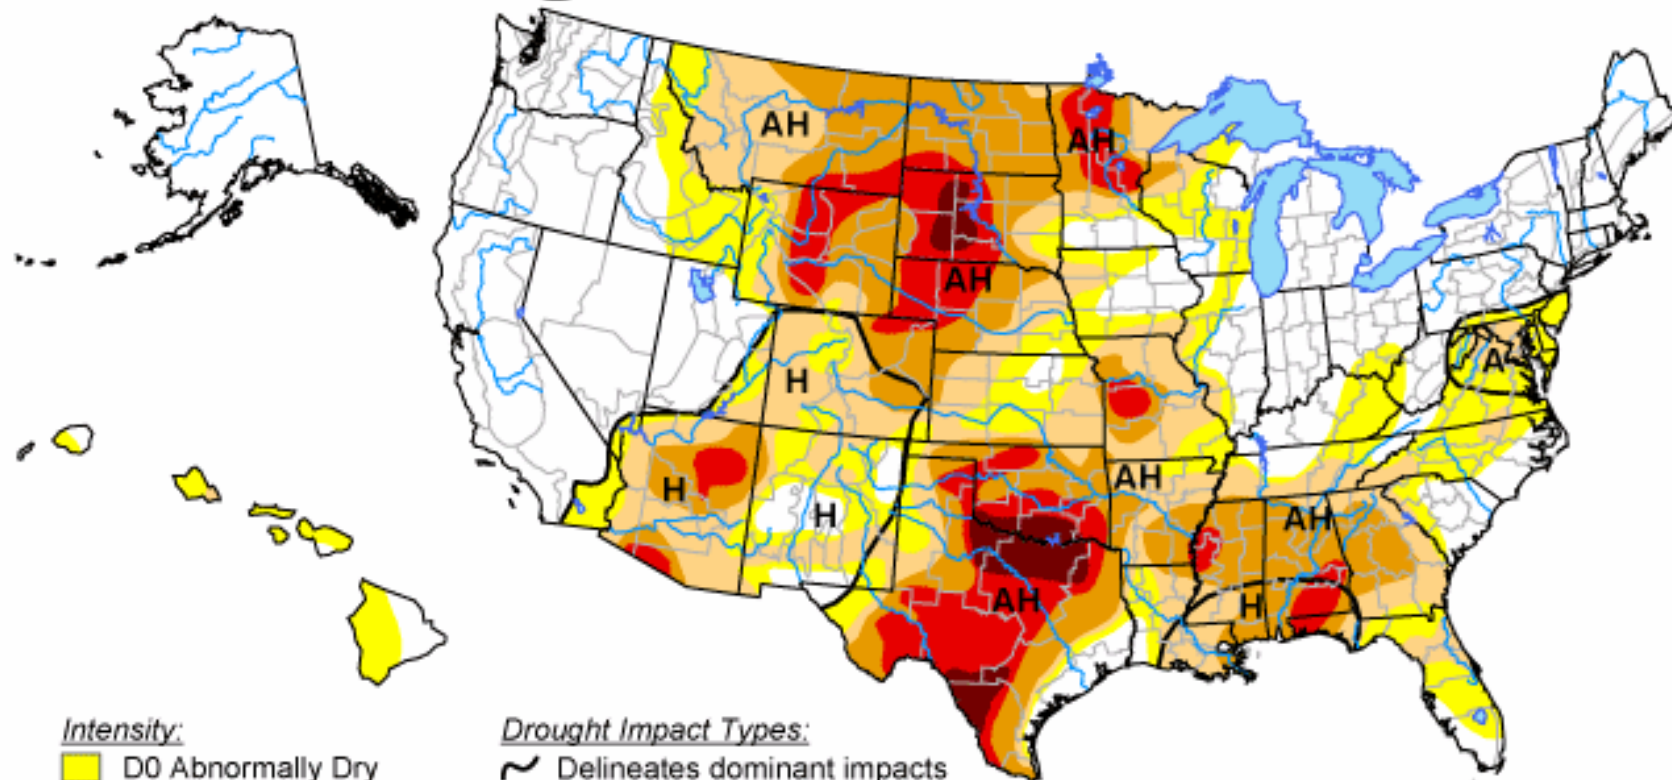 AH
AH
AH
H
A
H
H
AH
AH
AH
H
Intensity:
Drought Impact Types:
D0 Abnormally Dry
Delineates dominant impacts